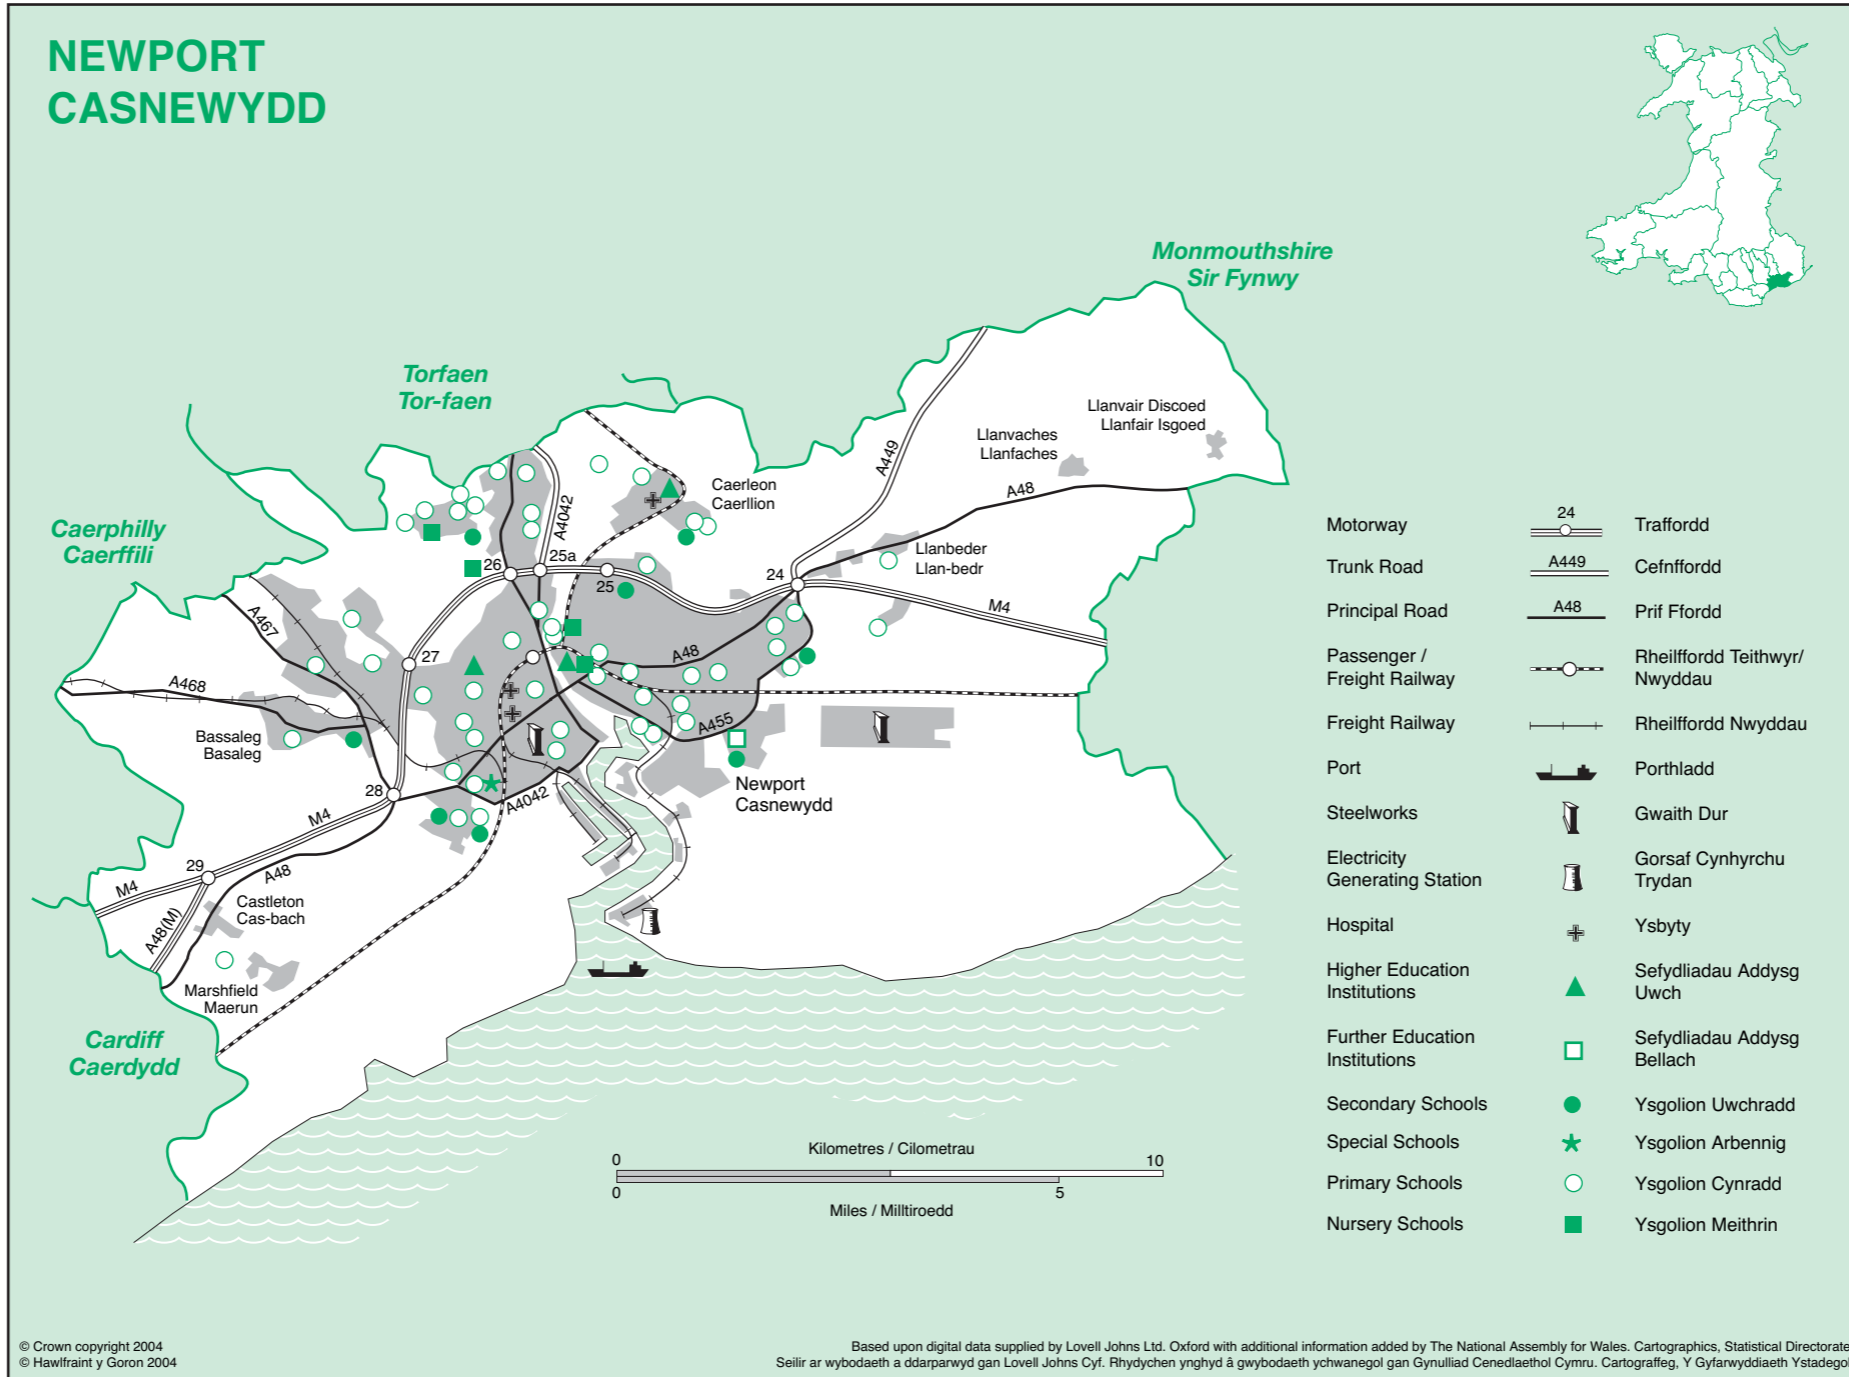 NEWPORT
CASNEWYDD
Monmouthshire
Sir Fynwy
Torfaen
Tor-faen
Llanvair Discoed
Llanfair Isgoed
Llanvaches
Llanfaches
A449
A48
Caerleon
Caerllion
A4042
Caerphilly
Caerffili
Llanbeder
Llan-bedr
26
25a
25
24
M4
A467
27
A48
A468
A455
Bassaleg
Basaleg
Newport
Casnewydd
28
A4042
M4
29
A48
M4
A48(M)
Castleton
Cas-bach
Marshfield
Maerun
Cardiff
Caerdydd
Motorway 24 Traffordd
Trunk Road A449 Cefnffordd
Principal Road A48 Prif Ffordd
Passenger / Rheilffordd Teithwyr/
Freight Railway Nwyddau
Freight Railway Rheilffordd Nwyddau
Port Porthladd
Steelworks Gwaith Dur
Electricity Gorsaf Cynhyrchu
Generating Station Trydan
Hospital Ysbyty
Higher Education Sefydliadau Addysg
Institutions Uwch
Further Education Sefydliadau Addysg
Institutions Bellach
Secondary Schools Ysgolion Uwchradd
Special Schools Ysgolion Arbennig
Primary Schools Ysgolion Cynradd
Nursery Schools Ysgolion Meithrin
Kilometres / Cilometrau
0 10
0 5
Miles / Milltiroedd
© Crown copyright 2004
© Hawlfraint y Goron 2004
Based upon digital data supplied by Lovell Johns Ltd. Oxford with additional information added by The National Assembly for Wales. Cartographics, Statistical Directorate
Seilir ar wybodaeth a ddarparwyd gan Lovell Johns Cyf. Rhydychen ynghyd â gwybodaeth ychwanegol gan Gynulliad Cenedlaethol Cymru. Cartograffeg, Y Gyfarwyddiaeth Ystadegol